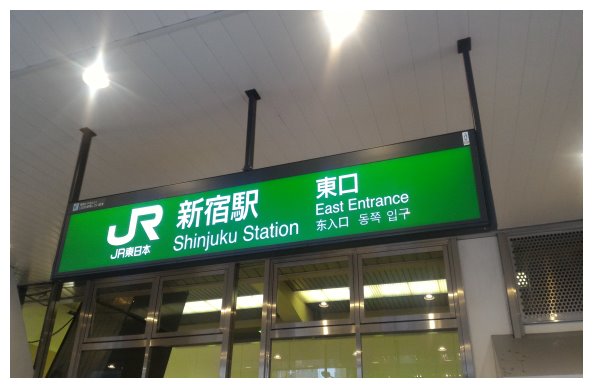 JR
JR東日本
新宿駅
Shinjuku Station
東口
East Entrance
东入口 동쪽 입구